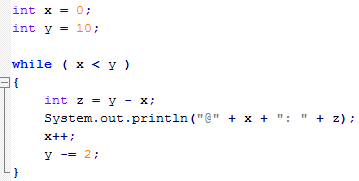 int x = 0;
int y = 10;
while ( x < y )
{
int z = y - x;
System.out.println("@" + x + ": " + z);
x++;
y -= 2;
}